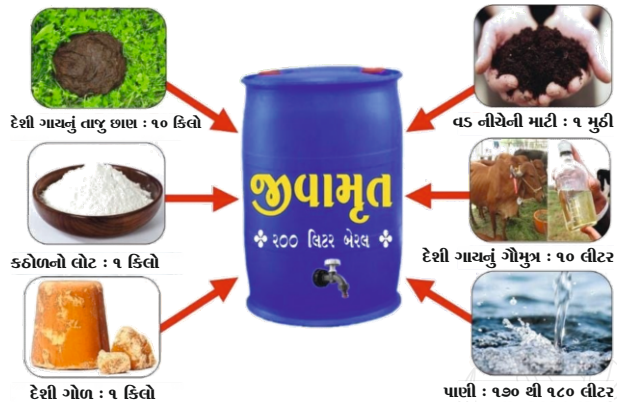 દેશી ગાયનું તાજુ છાણ : ૧૦ કિલો
વડ નીચેની માટી : ૧ મુઠી
જીવામૃત
૨૦૦ લિટર બેરલ
કઠોળનો લોટ : ૧ કિલો
દેશી ગાયનું ગૌમુત્ર : ૧૦ લીટર
દેશી ગોળ : ૧ કિલો
પાણી : ૧૭૦ થી ૧૮૦ લીટર